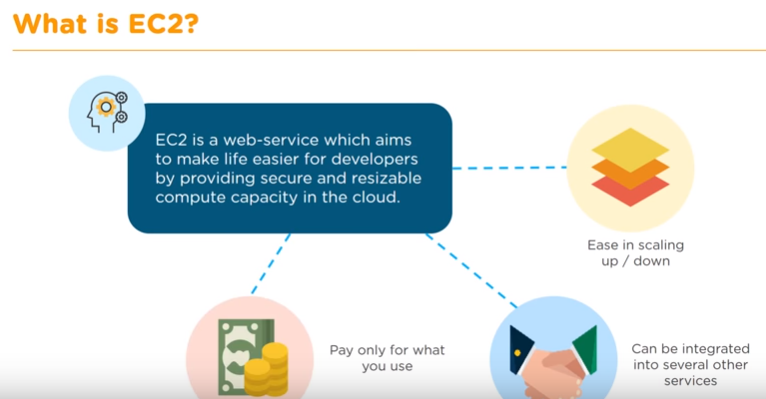 What is EC2?
EC2 is a web-service which aims
to make life easier for developers
by providing secure and resizable
compute capacity in the cloud.
Ease in scaling
up / down
Pay only for what
you use
Can be integrated
into several other
services